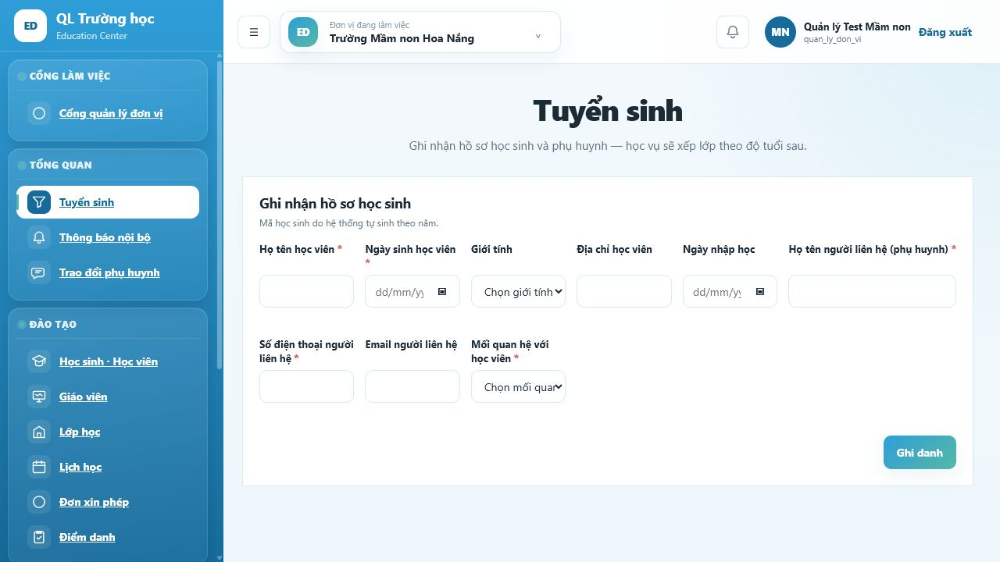 ED
QL Trường học
Education Center
CỔNG LÀM VIỆC
Cổng quản lý đơn vị
TỔNG QUAN
Tuyển sinh
Thông báo nội bộ
Trao đổi phụ huynh
ĐÀO TẠO
Học sinh · Học viên
Giáo viên
Lớp học
Lịch học
Đơn xin phép
Điểm danh
ED
Đơn vị đang làm việc
Trường Mầm non Hoa Nắng
MN
Quản lý Test Mầm non
quan_ly_don_vi
Đăng xuất
Tuyển sinh
Ghi nhận hồ sơ học sinh và phụ huynh — học vụ sẽ xếp lớp theo độ tuổi sau.
Ghi nhận hồ sơ học sinh
Mã học sinh do hệ thống tự sinh theo năm.
Họ tên học viên *
Ngày sinh học viên
*
Giới tính
Địa chỉ học viên
Ngày nhập học
Họ tên người liên hệ (phụ huynh) *
dd/mm/yy
Chọn giới tính
dd/mm/yy
Số điện thoại người
liên hệ *
Email người liên hệ
Mối quan hệ với
học viên *
Chọn mối quan
Ghi danh